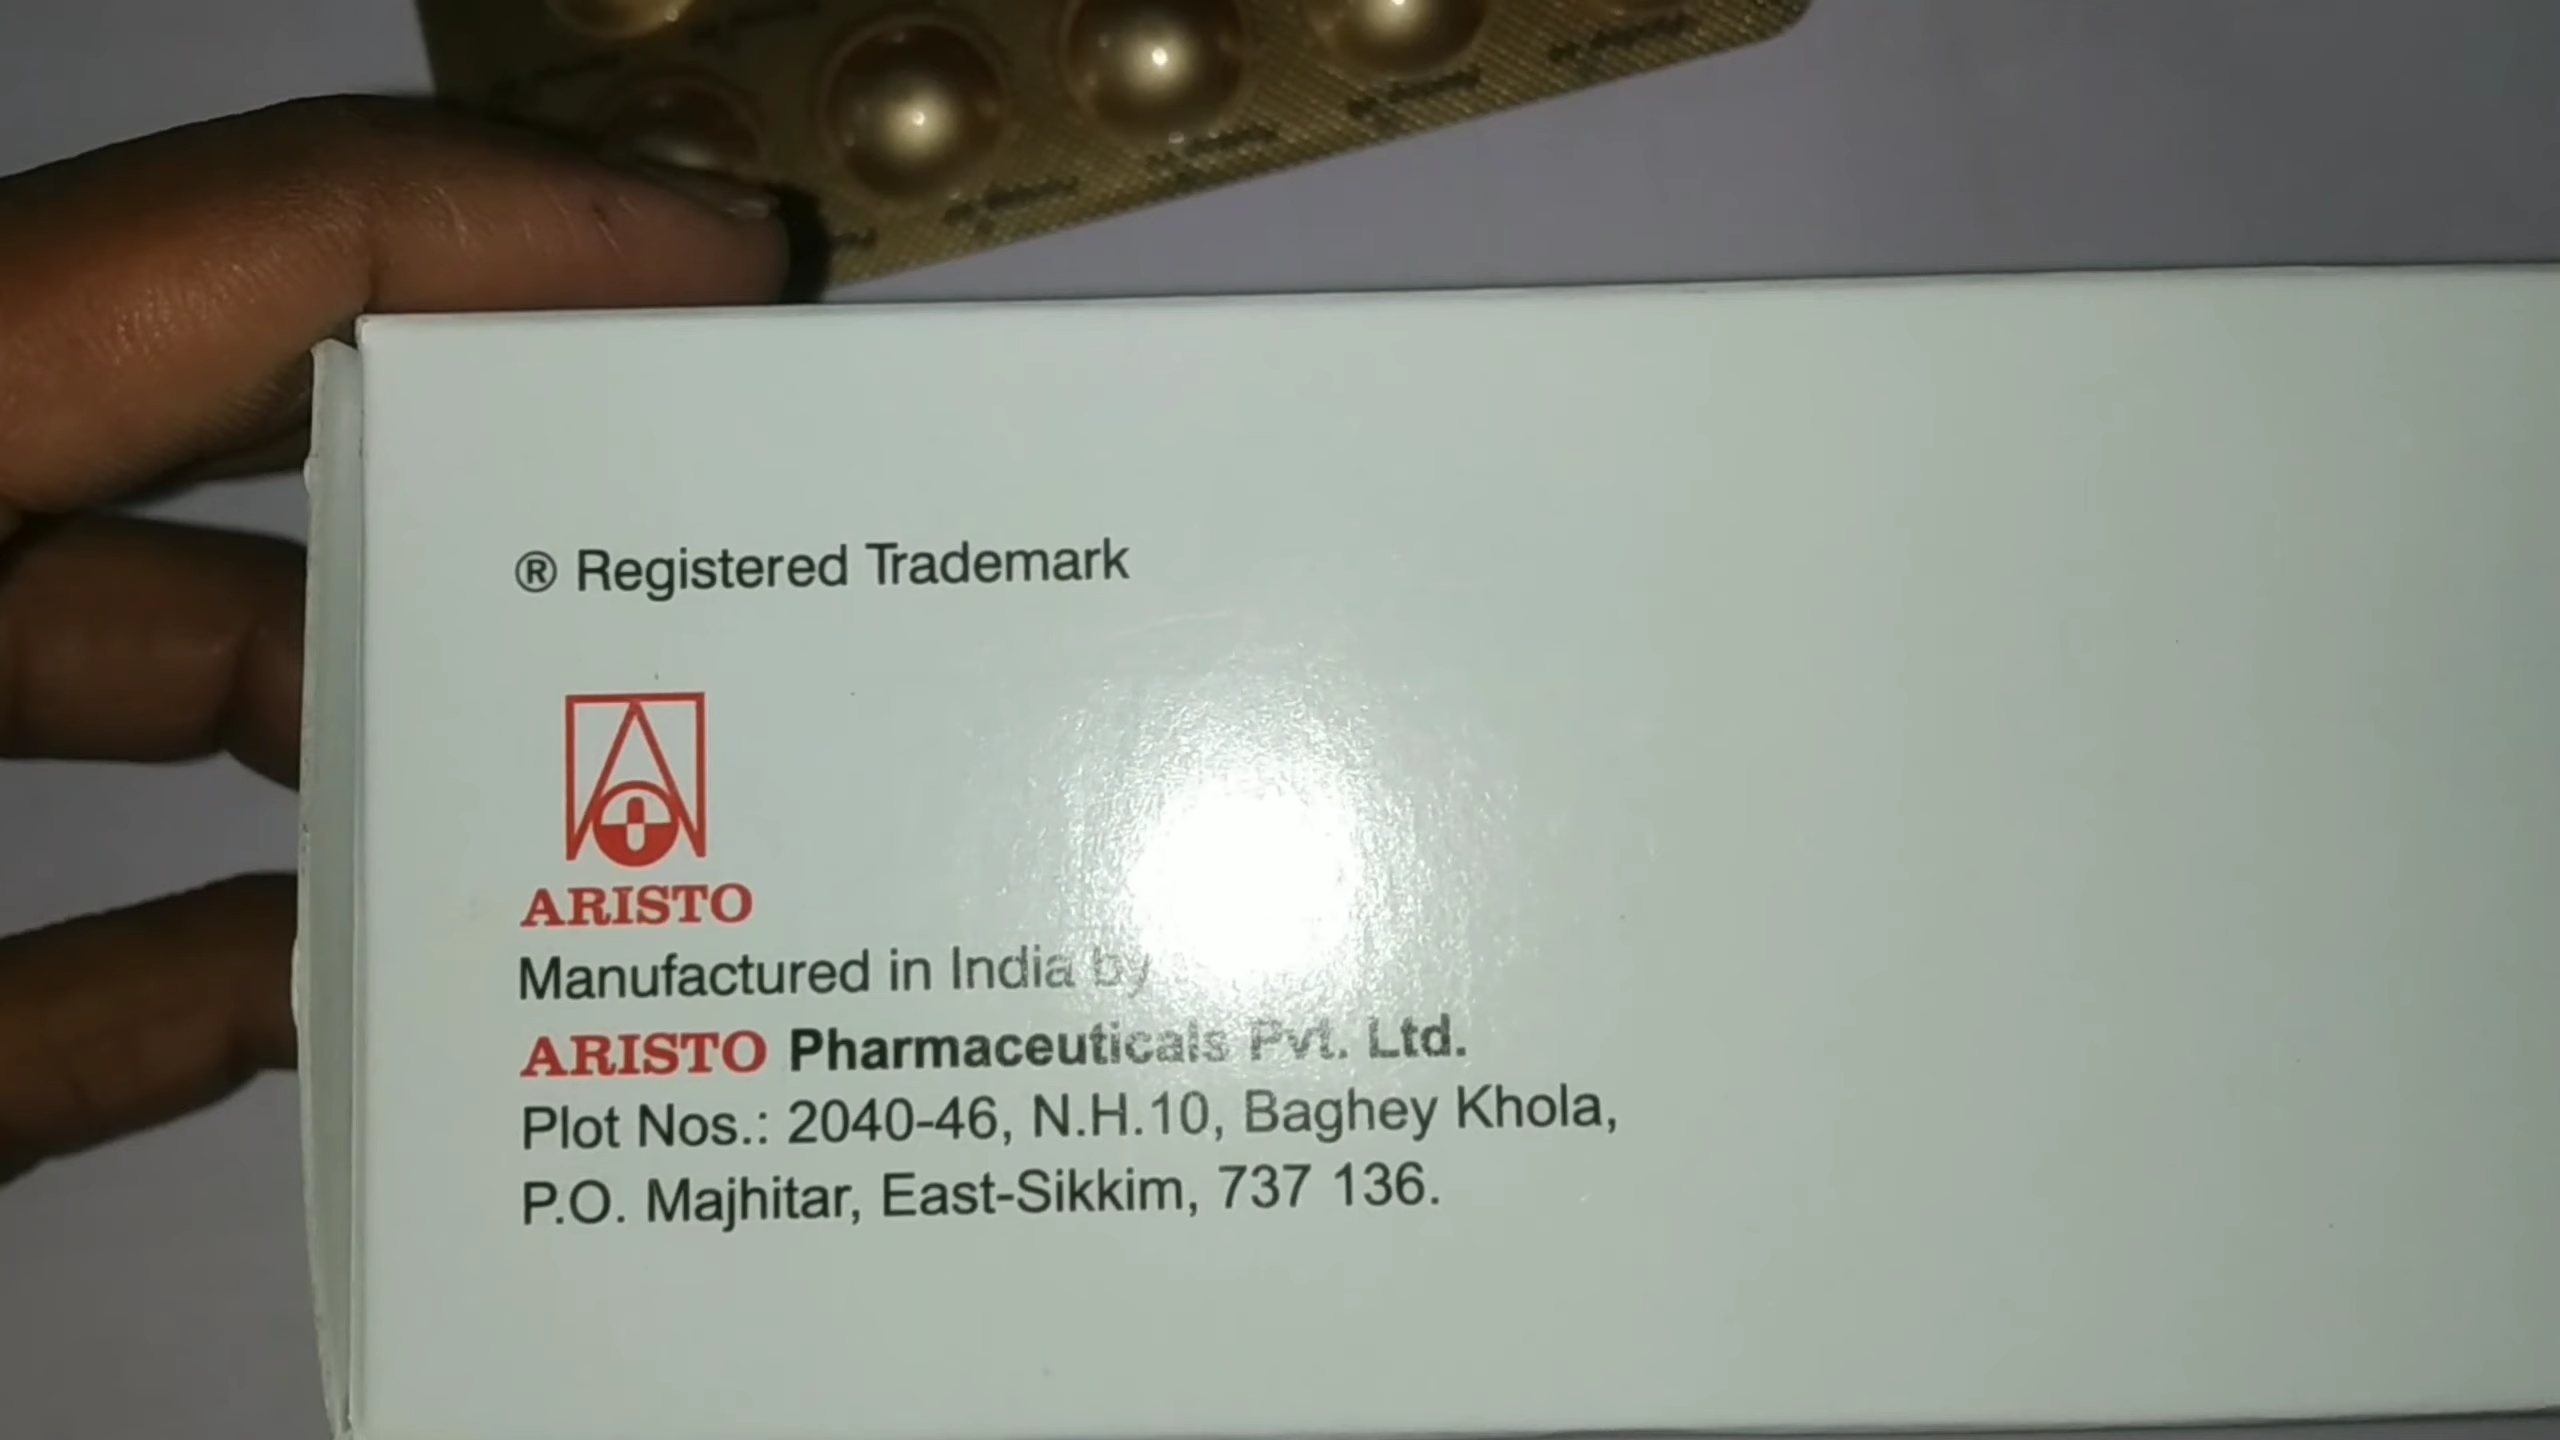 ® Registered Trademark
ARISTO
Manufactured in India by
ARISTO Pharmaceuticals Pvt. Ltd.
Plot Nos.: 2040-46, N.H.10, Baghey Khola,
P.O. Majhitar, East-Sikkim, 737 136.